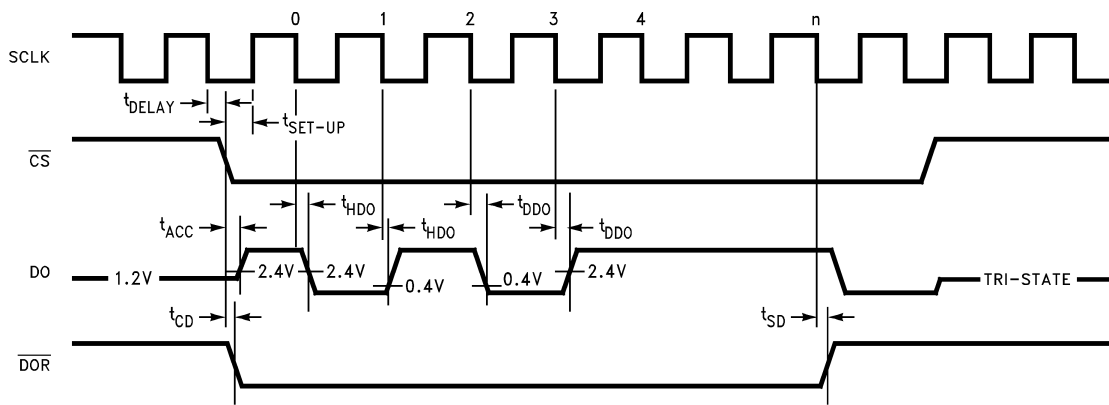 0 1 2 3 4 n
SCLK
tDELAY
tSET-UP
CS
tHDO
tDDO
tACC
tHDO
tDDO
DO
1.2V
2.4V
2.4V
0.4V
0.4V
2.4V
TRI-STATE
tCD
tSD
DOR